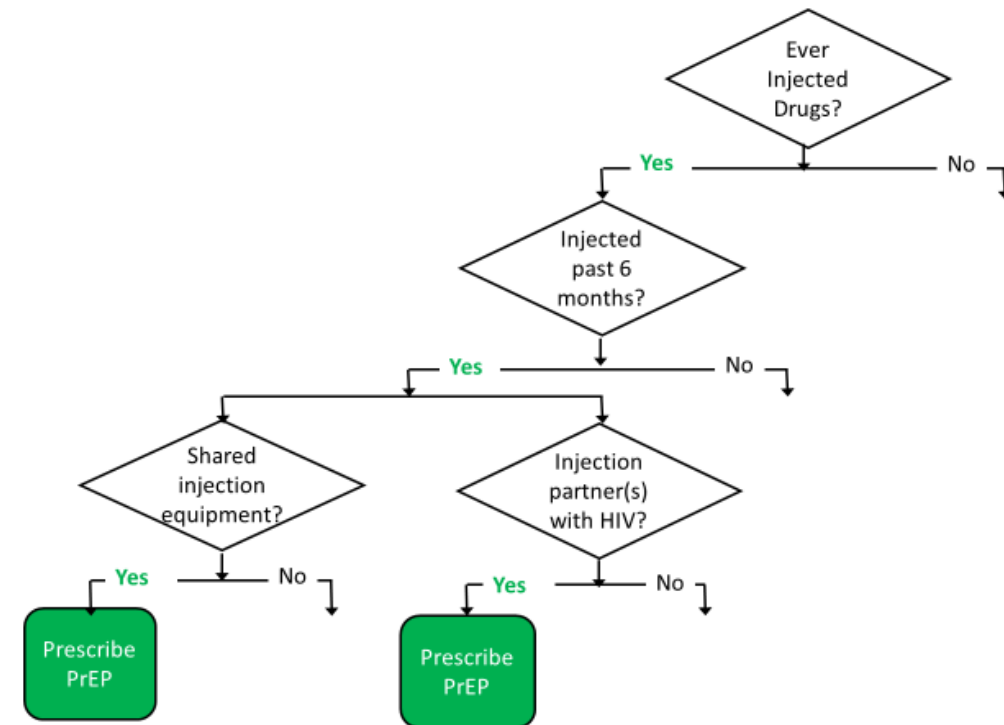 Ever
Injected
Drugs?
Yes
No
Injected
past 6
months?
Yes
No
Shared
injection
equipment?
Injection
partner(s)
with HIV?
Yes
No
Yes
No
Prescribe
PrEP
Prescribe
PrEP